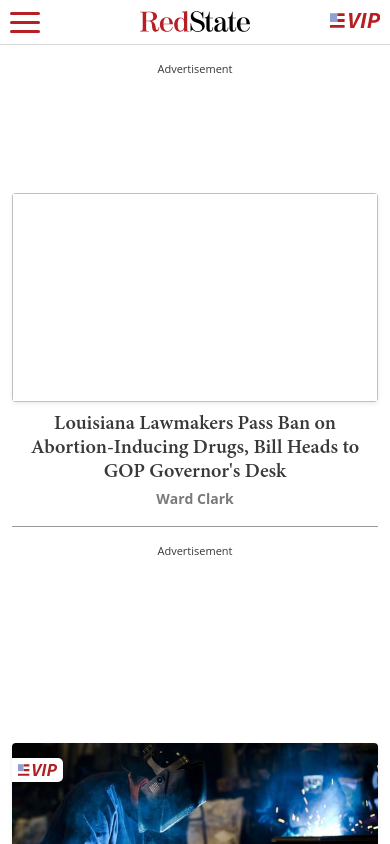 RedState
VIP
Advertisement
Louisiana Lawmakers Pass Ban on
Abortion-Inducing Drugs, Bill Heads to
GOP Governor's Desk
Ward Clark
Advertisement
VIP